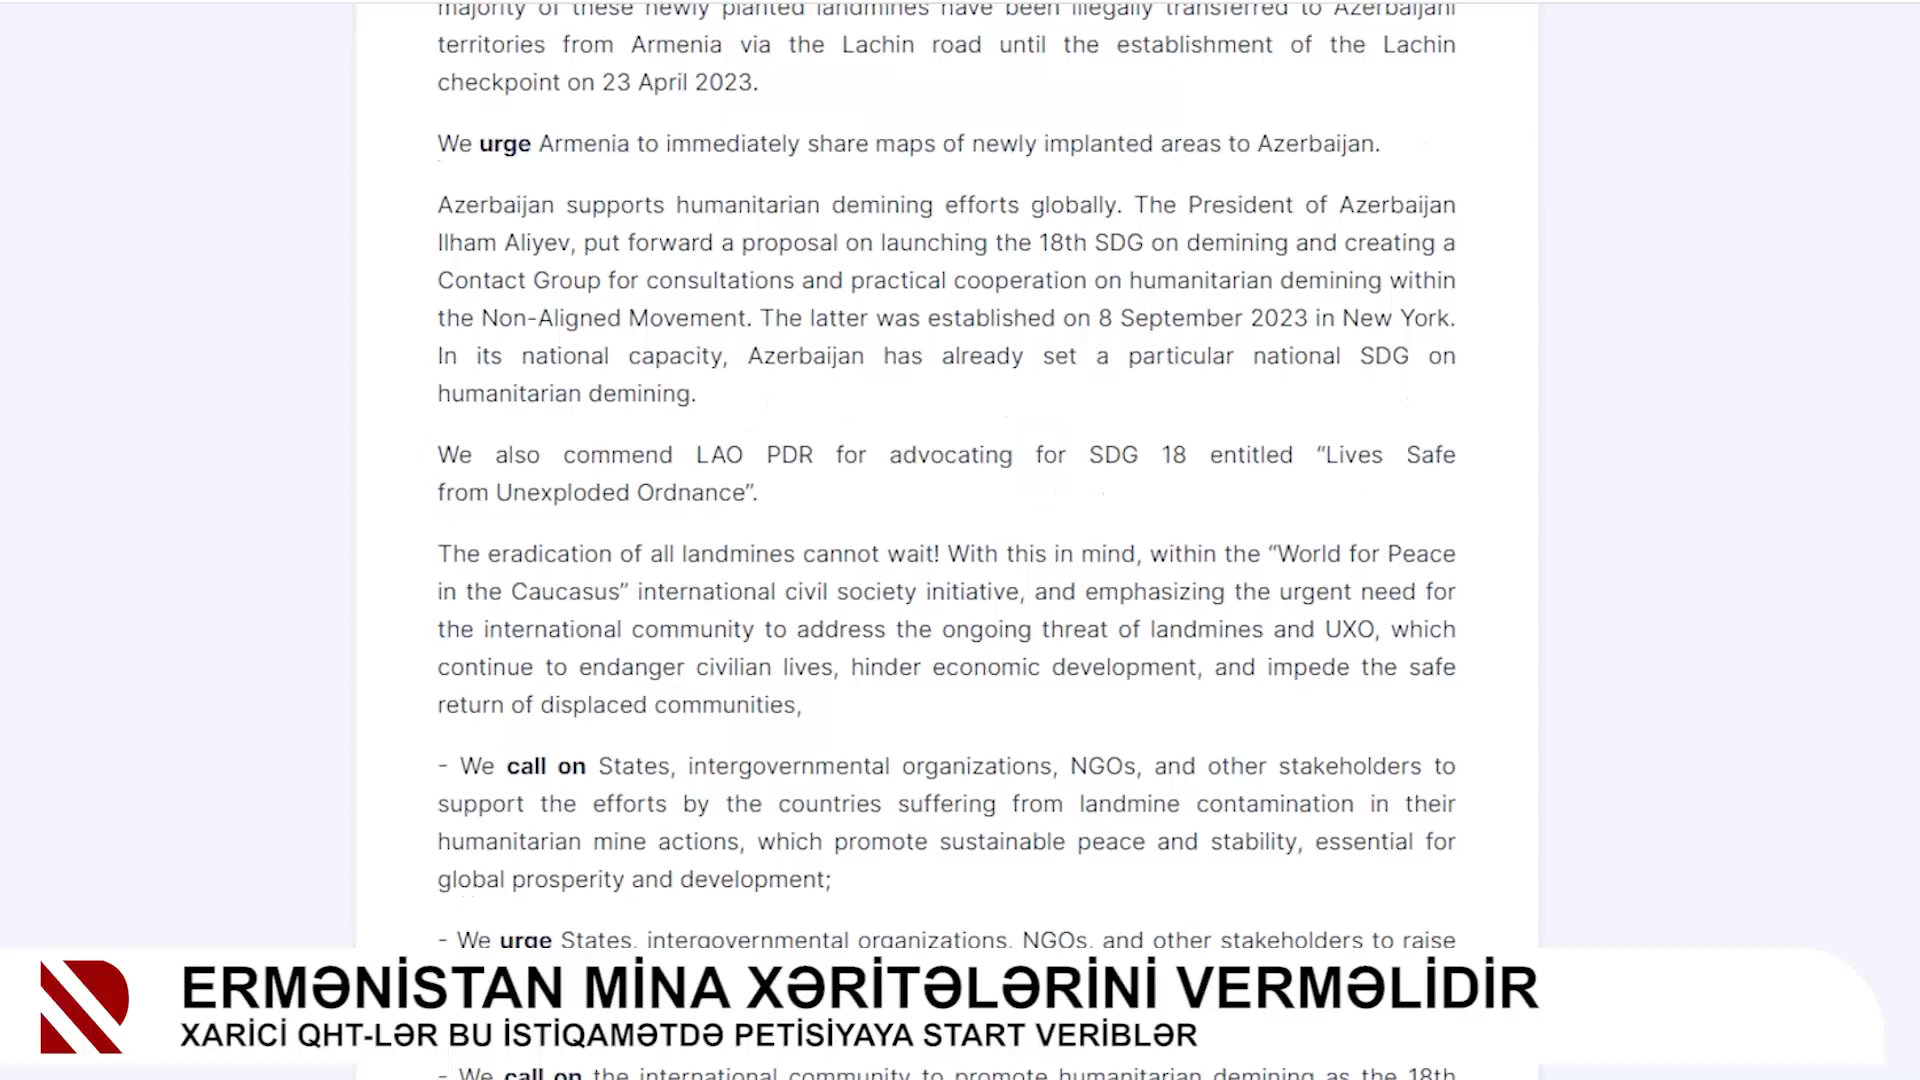 majority of these newly planted landmines have been illegally transferred to Azerbaijani
territories from Armenia via the Lachin road until the establishment of the Lachin
checkpoint on 23 April 2023.
We urge Armenia to immediately share maps of newly implanted areas to Azerbaijan.
Azerbaijan supports humanitarian demining efforts globally. The President of Azerbaijan
Ilham Aliyev, put forward a proposal on launching the 18th SDG on demining and creating a
Contact Group for consultations and practical cooperation on humanitarian demining within
the Non-Aligned Movement. The latter was established on 8 September 2023 in New York.
In its national capacity, Azerbaijan has already set a particular national SDG on
humanitarian demining.
We also commend LAO PDR for advocating for SDG 18 entitled “Lives Safe
from Unexploded Ordnance”.
The eradication of all landmines cannot wait! With this in mind, within the “World for Peace
in the Caucasus” international civil society initiative, and emphasizing the urgent need for
the international community to address the ongoing threat of landmines and UXO, which
continue to endanger civilian lives, hinder economic development, and impede the safe
return of displaced communities,
- We call on States, intergovernmental organizations, NGOs, and other stakeholders to
support the efforts by the countries suffering from landmine contamination in their
humanitarian mine actions, which promote sustainable peace and stability, essential for
global prosperity and development;
- We urge States, intergovernmental organizations, NGOs, and other stakeholders to raise
ERMƏNİSTAN MİNA XƏRİTƏLƏRİNİ VERMƏLİDİR
XARİCİ QHT-LƏR BU İSTİQAMƏTDƏ PETİSİYAYA START VERİBLƏR
- We call on the international community to promote humanitarian demining as the 18th